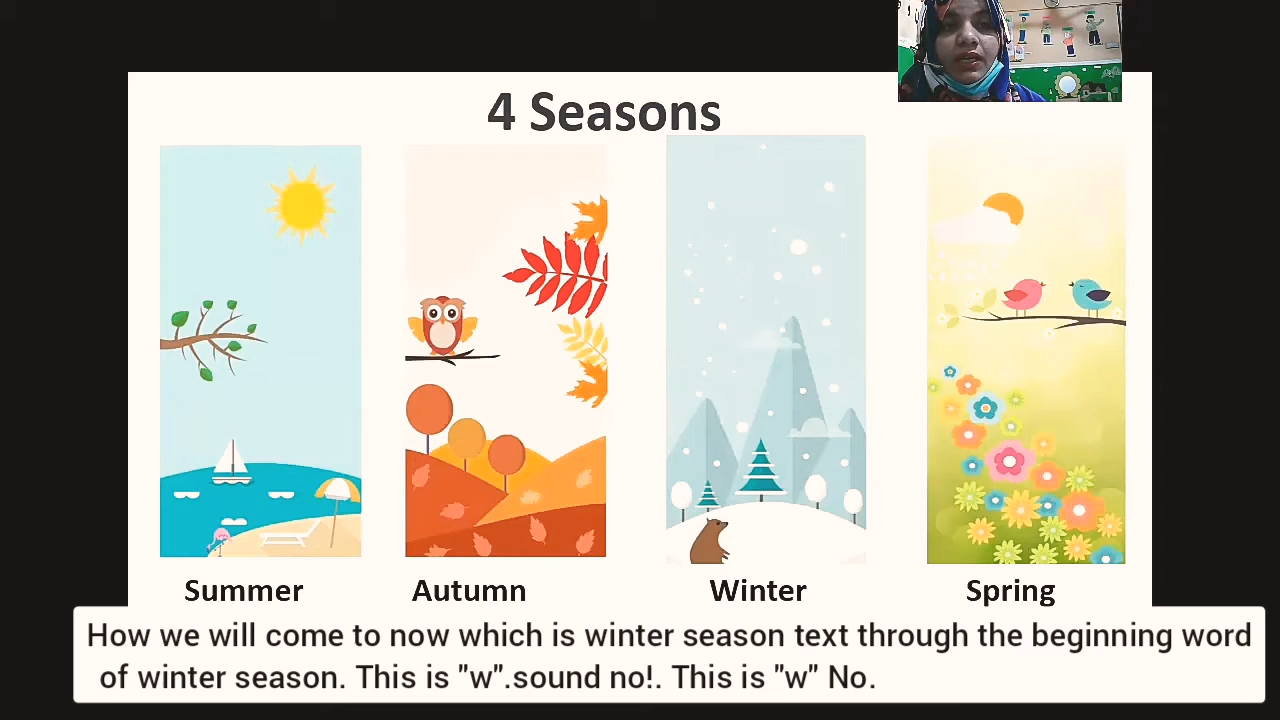 4 Seasons
Summer Autumn Winter Spring
How we will come to now which is winter season text through the beginning word
of winter season. This is "w".sound no!. This is "w" No.